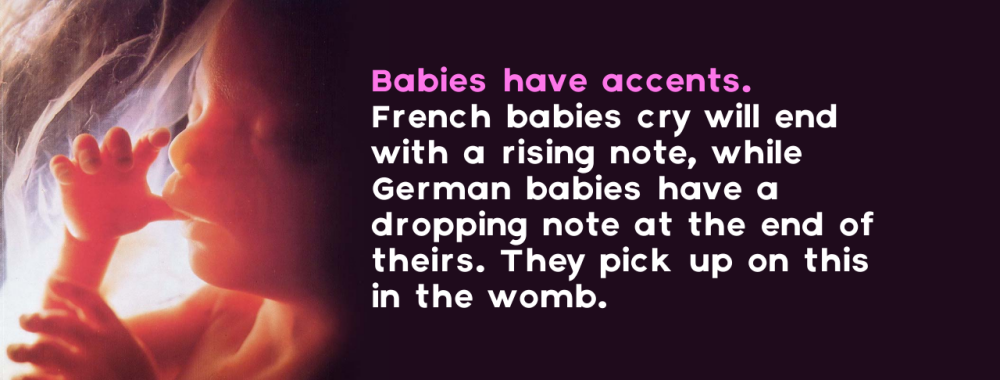 Babies have accents.
French babies cry will end
with a rising note, while
German babies have a
dropping note at the end of
theirs. They pick up on this
in the womb.